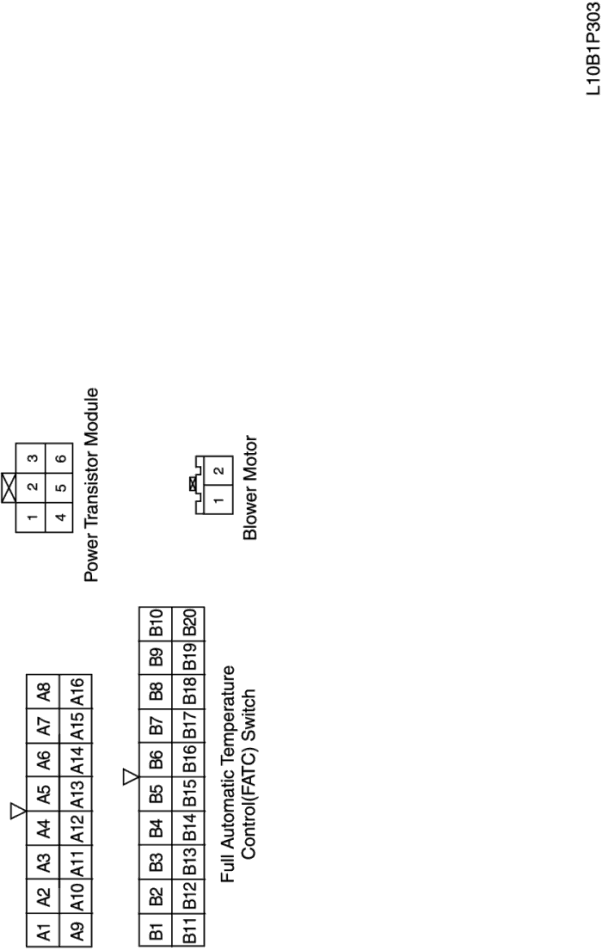 A1 A2 A3 A4 A5 A6 A7 A8
A9 A10 A11 A12 A13 A14 A15 A16
B1 B2 B3 B4 B5 B6 B7 B8 B9 B10
B11 B12 B13 B14 B15 B16 B17 B18 B19 B20
Full Automatic Temperature
Control(FATC) Switch
1 2 3
4 5 6
Power Transistor Module
1 2
Blower Motor
L10B1P303